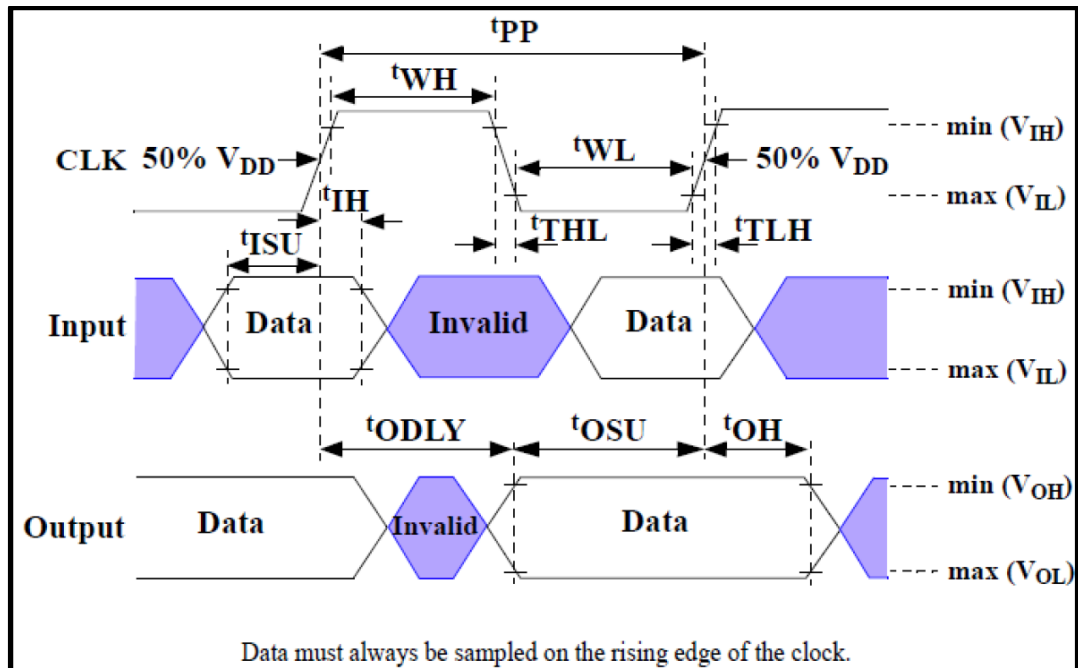 tPP
tWH
min (VIH)
CLK 50% VDD
tWL
50% VDD
tIH
max (VIL)
tISU
tTHL
tTLH
min (VIH)
Input
Data
Invalid
Data
max (VIL)
tODLY
tOSU
tOH
min (VOH)
Output
Data
Invalid
Data
max (VOL)
Data must always be sampled on the rising edge of the clock.